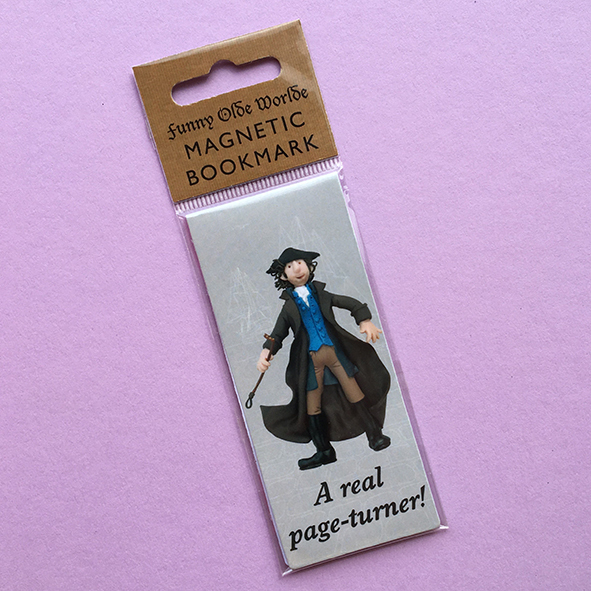 Funny Olde Worlde
MAGNETIC
BOOKMARK
A real
page-turner!